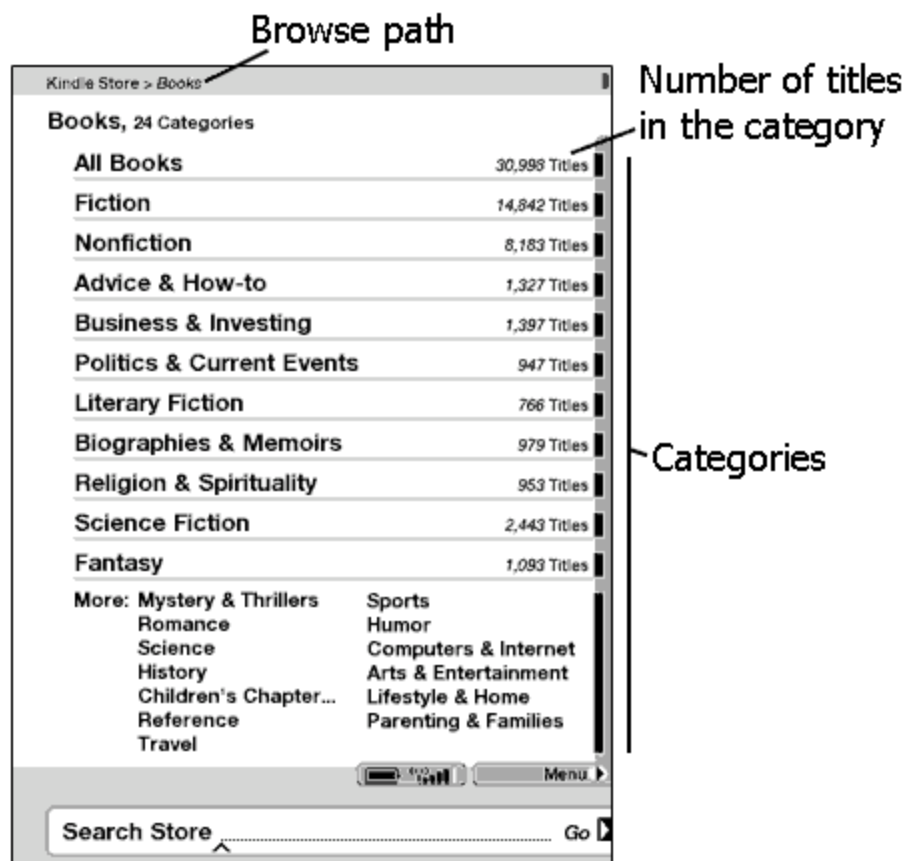 Browse path
Kindle Store > Books
Number of titles
in the category
Books, 24 Categories
All Books 30,998 Titles
Fiction 14,842 Titles
Nonfiction 8,183 Titles
Advice & How-to 1,327 Titles
Business & Investing 1,397 Titles
Politics & Current Events 947 Titles
Literary Fiction 766 Titles
Biographies & Memoirs 979 Titles
Categories
Religion & Spirituality 953 Titles
Science Fiction 2,443 Titles
Fantasy 1,093 Titles
More: Mystery & Thrillers Sports
Romance Humor
Science Computers & Internet
History Arts & Entertainment
Children's Chapter... Lifestyle & Home
Reference Parenting & Families
Travel
Menu
Search Store Go